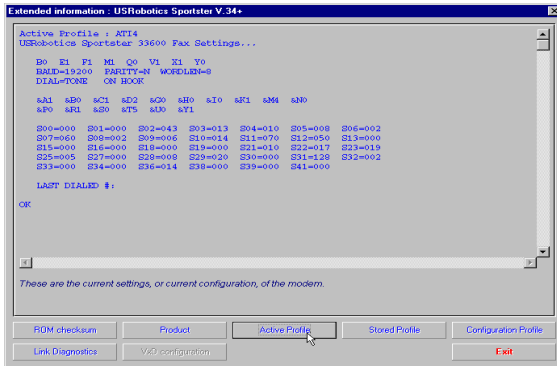 Extended information : USRobotics Sportster V.34+
Active Profile : ATI4
USRobotics Sportster 33600 Fax Settings...
B0 E1 F1 M1 Q0 V1 X1 Y0
BAUD=19200 PARITY=N WORDLEN=8
DIAL=TONE ON HOOK
&A1 &B0 &C1 &D2 &G0 &H0 &I0 &K1 &M4 &N0
&P0 &R1 &S0 &T5 &U0 &Y1
S00=000 S01=000 S02=043 S03=013 S04=010 S05=008 S06=002
S07=060 S08=002 S09=006 S10=014 S11=070 S12=050 S13=000
S15=000 S16=000 S18=000 S19=000 S21=010 S22=017 S23=019
S25=005 S27=000 S28=008 S29=020 S30=000 S31=128 S32=002
S33=000 S34=000 S36=014 S38=000 S39=000 S41=000
LAST DIALED #:
OK
These are the current settings, or current configuration, of the modem.
ROM checksum Product Active Profile Stored Profile Configuration Profile
Link Diagnostics VxD configuration Exit